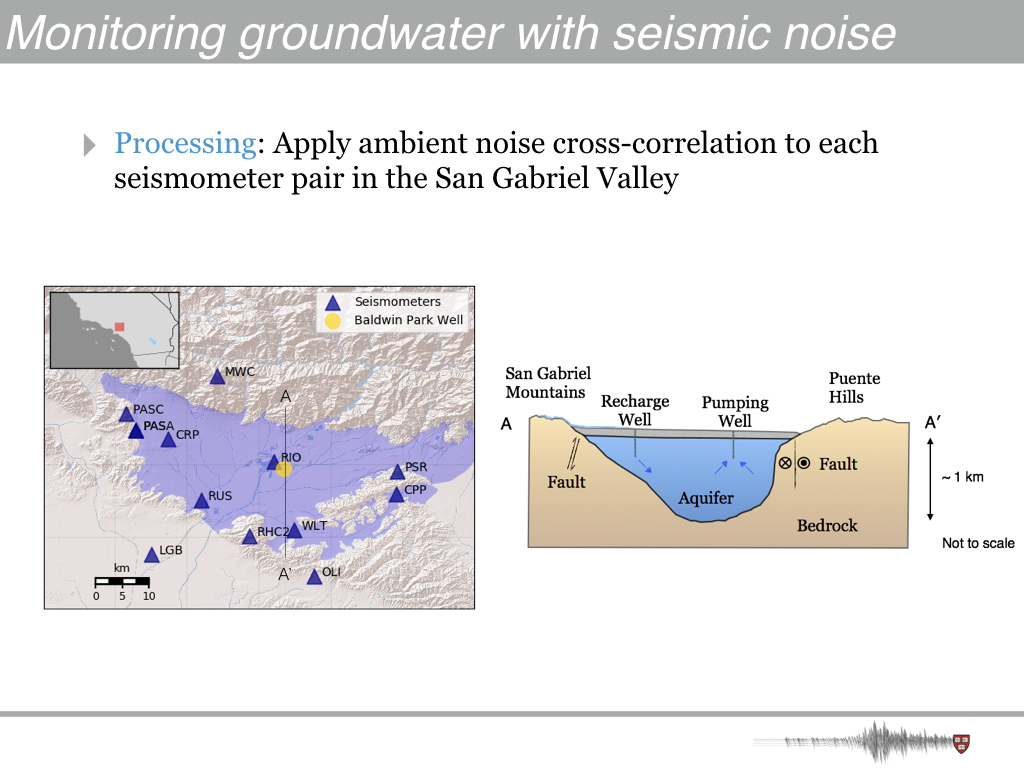 Monitoring groundwater with seismic noise
Processing: Apply ambient noise cross-correlation to each
seismometer pair in the San Gabriel Valley
Seismometers
Baldwin Park Well
MWC
A
PASC
PASA
CRP
RIO
PSR
CPP
RUS
RHC2
WLT
LGB
OLI
A'
km
0 5 10
San Gabriel
Mountains
Recharge
Well
Pumping
Well
Puente
Hills
A
A′
Fault
Fault
Aquifer
Bedrock
~ 1 km
Not to scale